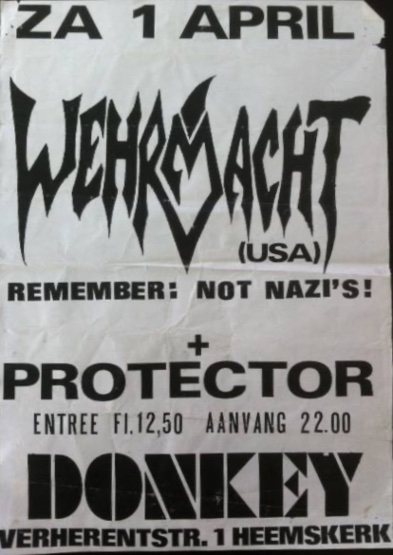 ZA 1 APRIL
WEHRMACHT
(USA)
REMEMBER: NOT NAZI'S!
+
PROTECTOR
ENTREE Fl.12,50 AANVANG 22.00
DONKEY
VERHERENTSTR. 1 HEEMSKERK